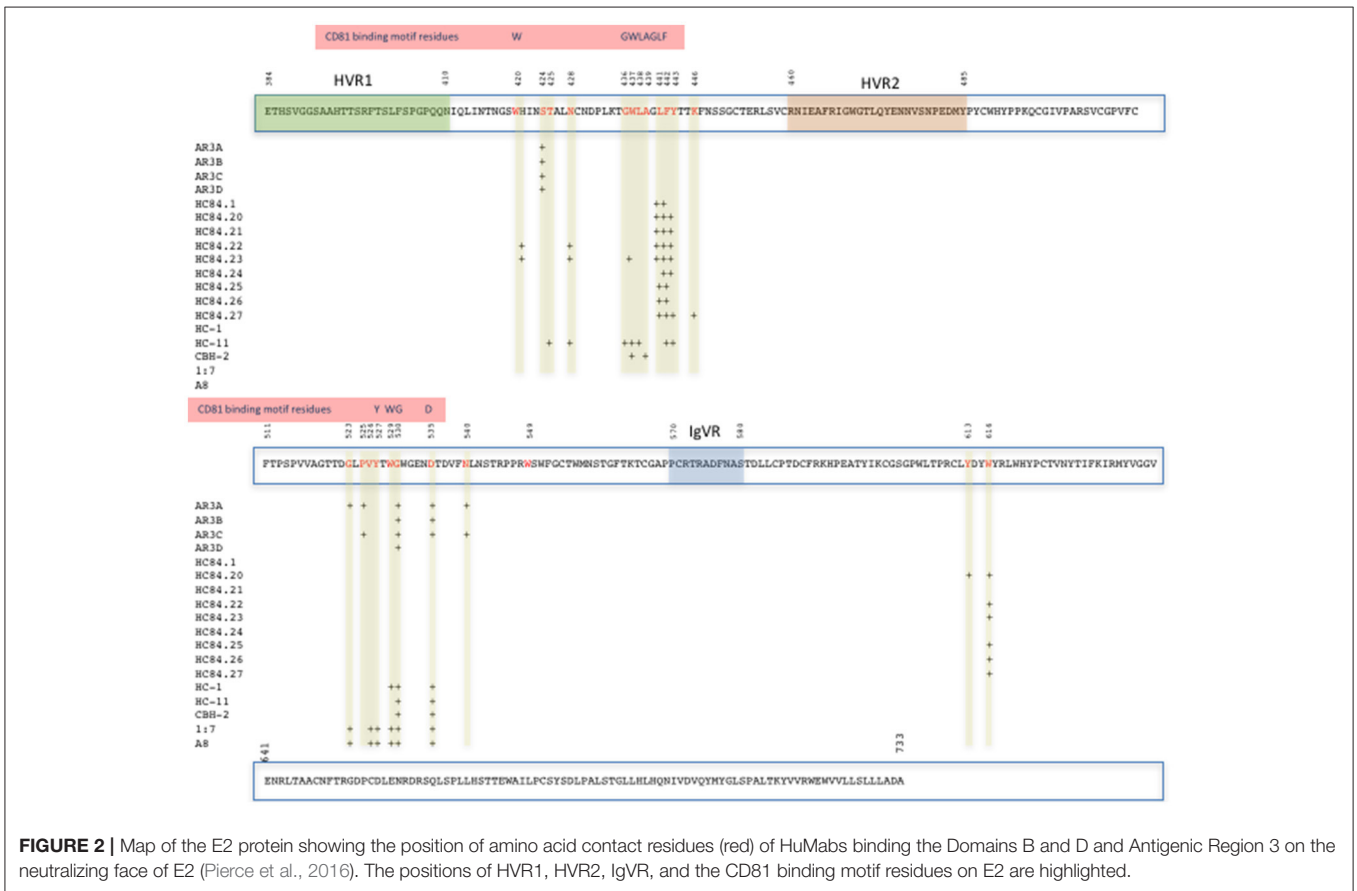 CD81 binding motif residues W GWLAGLF
384 HVR1 410 420 424 425 428 436 437 438 439 441 442 443 446 460 HVR2 485
ETHSVGGSAAHTTSRFTSLFSPGPQQNIQLINTNGSWHINSTALNCNDPLKTGWLAGLFYTTKFNSSGCTERLSVCRNIEAFRIGWGTLQYENNVSNPEDMYPYCWHYPPKQCGIVPARSVCGPVFC
AR3A +
AR3B +
AR3C +
AR3D +
HC84.1 ++
HC84.20 +++
HC84.21 +++
HC84.22 + + +++
HC84.23 + + + +++
HC84.24 ++
HC84.25 ++
HC84.26 ++
HC84.27 +++ +
HC-1
HC-11 + + +++ ++
CBH-2 + +
1:7
A8
CD81 binding motif residues Y WG D
511 523 525 526 527 529 530 535 540 549 570 IgVR 580 613 616
FTPSPVVAGTTDGLPVYTWGWGENDTDVFNLNSTRPPRWSWFGCTWMNSTGFTKTCGAPPCRTRADFNASTDLLCPTDCFRKHPEATYIKCGSGPWLTPRCLYDYWYRLWHYPCTVNYTIFKIRMYVGGV
AR3A + + + + +
AR3B + +
AR3C + + + +
AR3D +
HC84.1
HC84.20 + +
HC84.21
HC84.22 +
HC84.23 +
HC84.24
HC84.25 +
HC84.26 +
HC84.27 +
HC-1 ++ +
HC-11 + +
CBH-2 + +
1:7 + ++ ++ +
A8 + ++ ++ +
641 733
ENRLTAACNFTRGDPCDLENRDRSQLSPLLHSTTEWAILPCSYSDLPALSTGLLHLHQNIVDVQYMYGLSPALTKYVVRWEWVVLLSLLLADA
FIGURE 2 | Map of the E2 protein showing the position of amino acid contact residues (red) of HuMabs binding the Domains B and D and Antigenic Region 3 on the
neutralizing face of E2 (Pierce et al., 2016). The positions of HVR1, HVR2, IgVR, and the CD81 binding motif residues on E2 are highlighted.